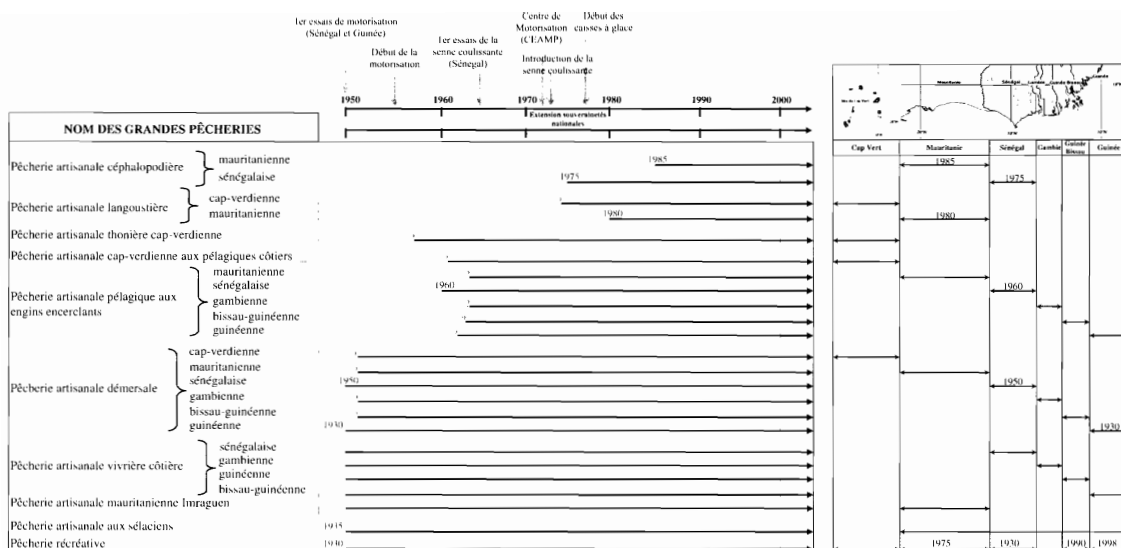 1er essais de motorisation
(Sénégal et Guinée)
Début de la
motorisation
1er essais de la
senne coulissante
(Sénégal)
Centre de
Motorisation
(CEAMP)
Introduction de la
senne coulissante
Début des
caisses à glace
1950 1960 1970 1980 1990 2000
Extension souverainetés
nationales
NOM DES GRANDES PÊCHERIES
Mauritanie Sénégal Guinée
Cap Vert Mauritanie Sénégal Gambie Guinée Bissau Guinée
Pêcherie artisanale céphalopodière
mauritanienne 1985 1985
sénégalaise 1975 1975
Pêcherie artisanale langoustière
cap-verdienne
mauritanienne 1980 1980
Pêcherie artisanale thonière cap-verdienne
Pêcherie artisanale cap-verdienne aux pélagiques côtiers
Pêcherie artisanale pélagique aux
engins encerclants
mauritanienne
sénégalaise 1960 1960
gambienne
bissau-guinéenne
guinéenne
Pêcherie artisanale démersale
cap-verdienne
mauritanienne
sénégalaise 1950 1950
gambienne
bissau-guinéenne
guinéenne 1930 1930
Pêcherie artisanale vivrière côtière
sénégalaise
gambienne
guinéenne
bissau-guinéenne
Pêcherie artisanale mauritanienne Imraguen
Pêcherie artisanale aux sélaciens 1935
Pêcherie récréative 1930 1975 1930 1990 1998